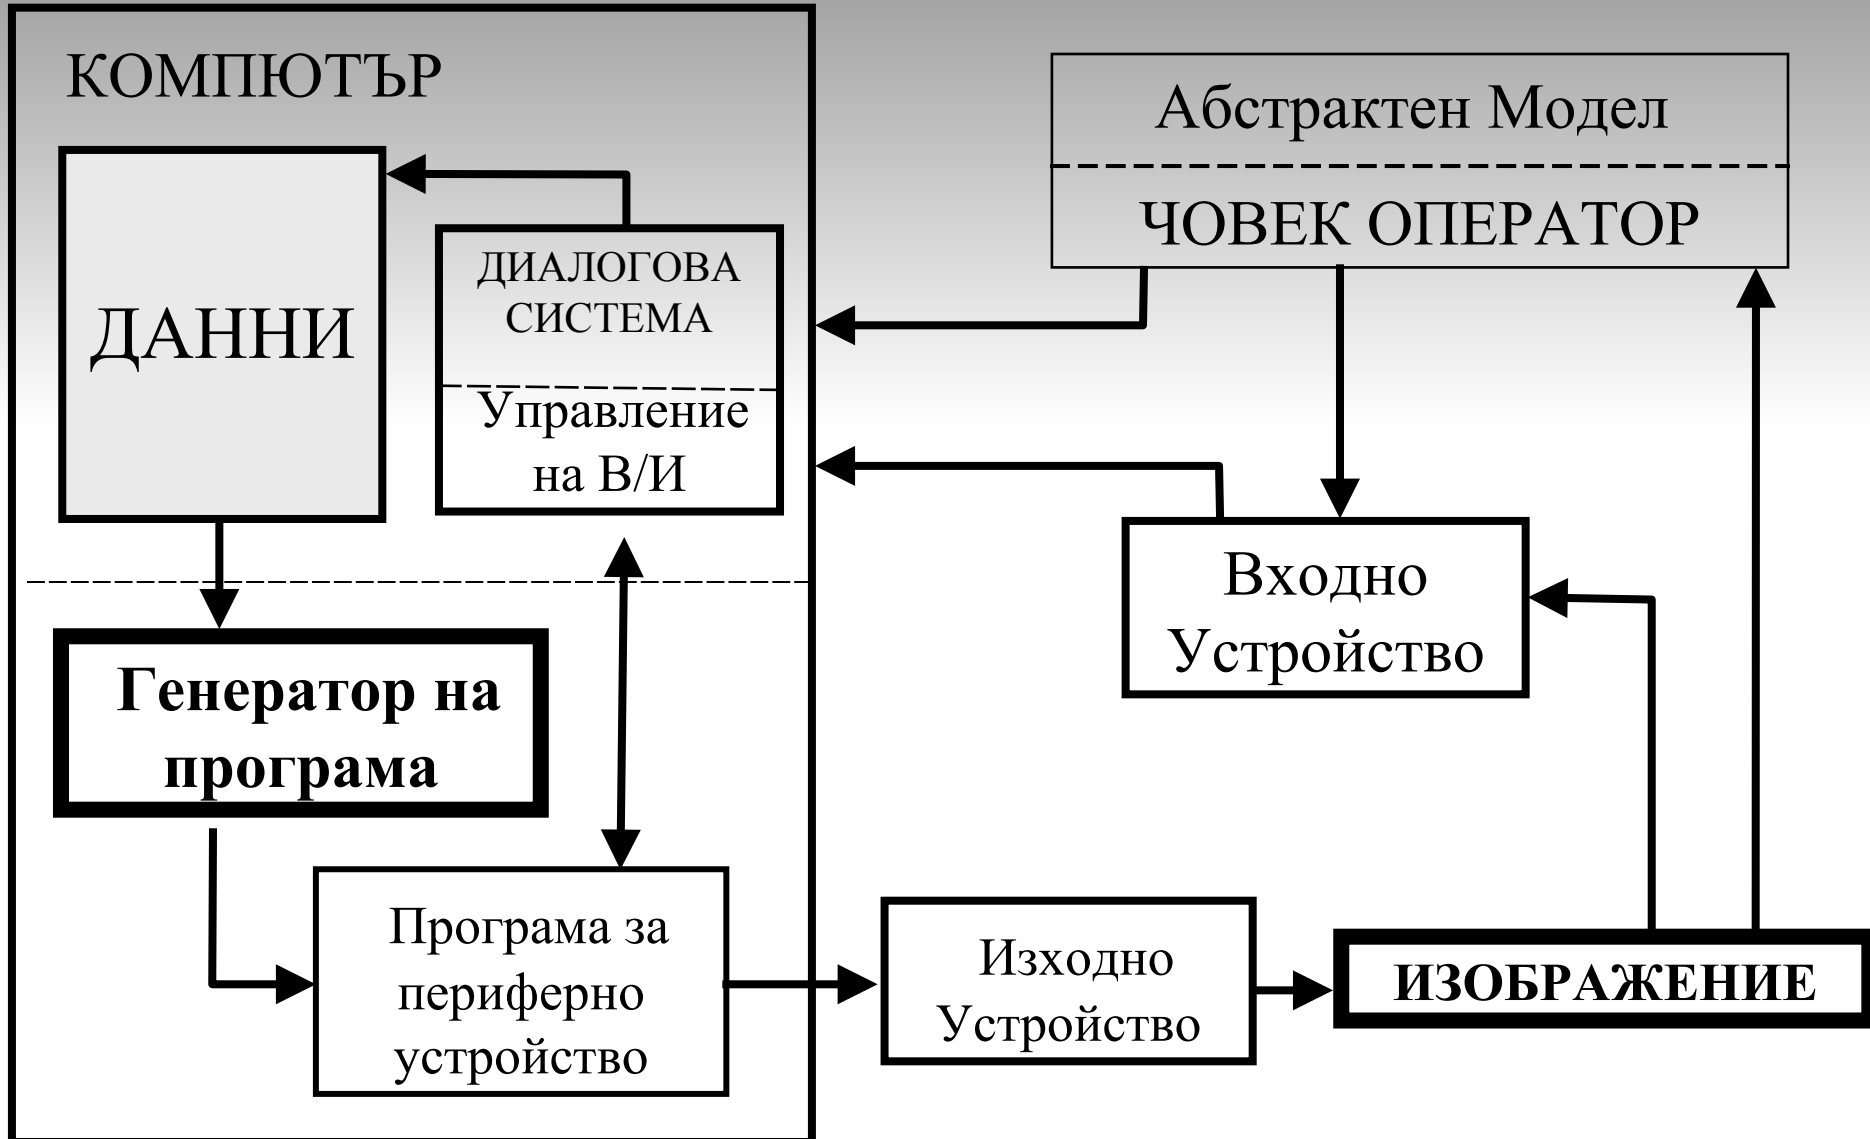 КОМПЮТЪР
Абстрактен Модел
ЧОВЕК ОПЕРАТОР
ДАННИ
ДИАЛОГОВА
СИСТЕМА
Управление
на В/И
Входно
Устройство
Генератор на
програма
Програма за
периферно
устройство
Изходно
Устройство
ИЗОБРАЖЕНИЕ